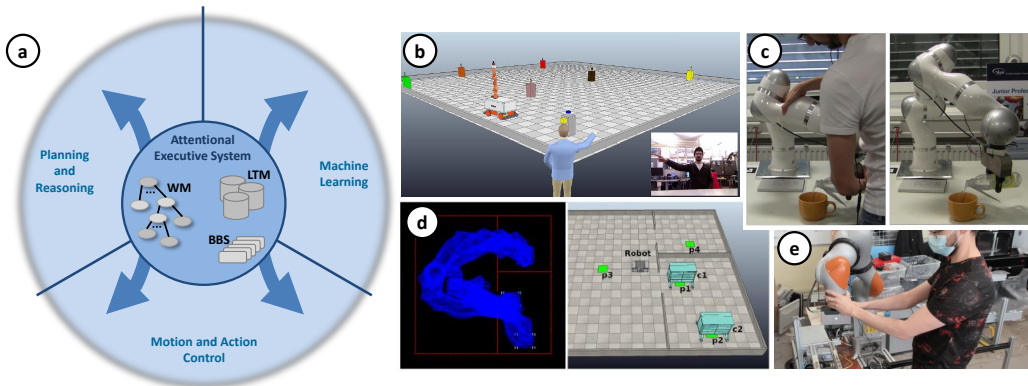 a
Attentional
Executive System
WM
LTM
...
...
BBS
Planning
and
Reasoning
Machine
Learning
Motion and Action
Control
b
c
Junior Profe
d
Robot
p4
p3
c1
p1
c2
p2
e